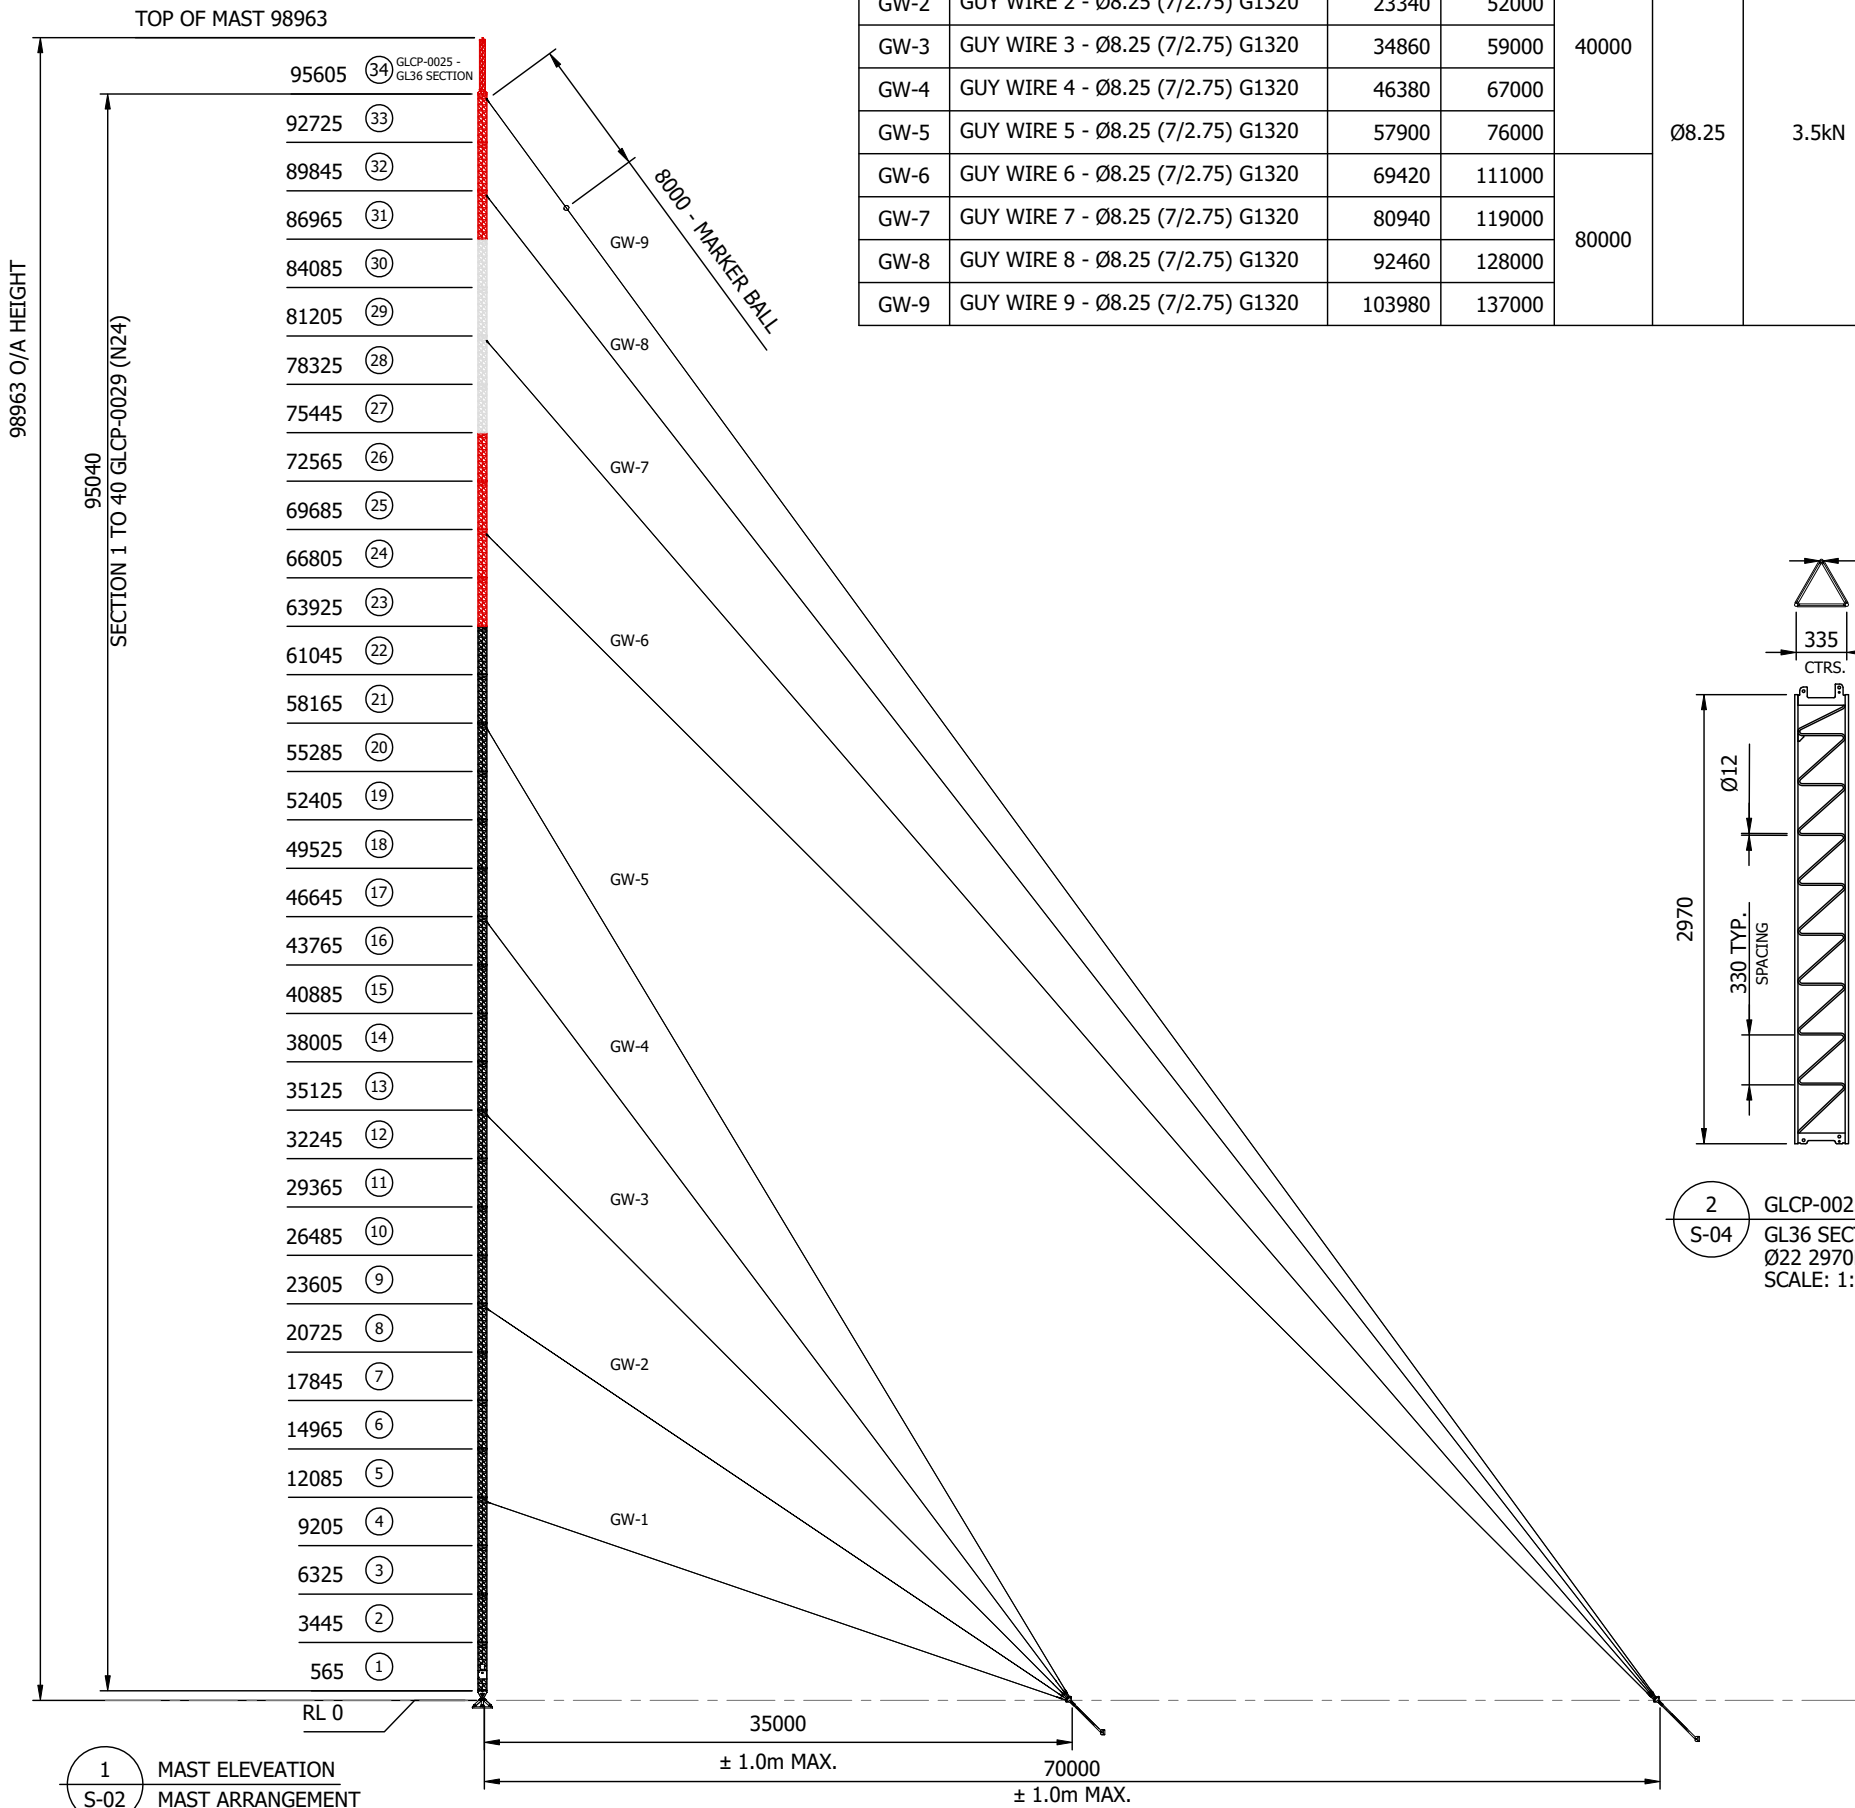 TOP OF MAST 98963
98963 O/A HEIGHT
95040
SECTION 1 TO 40 GLCP-0029 (N24)
95605 34 GLCP-0025 -
GL36 SECTION
92725 33
89845 32
86965 31
84085 30
81205 29
78325 28
75445 27
72565 26
69685 25
66805 24
63925 23
61045 22
58165 21
55285 20
52405 19
49525 18
46645 17
43765 16
40885 15
38005 14
35125 13
32245 12
29365 11
26485 10
23605 9
20725 8
17845 7
14965 6
12085 5
9205 4
6325 3
3445 2
565 1
RL 0
8000 - MARKER BALL
GW-9
GW-8
GW-7
GW-6
GW-5
GW-4
GW-3
GW-2
GW-1
35000
± 1.0m MAX.
70000
± 1.0m MAX.
1 MAST ELEVEATION
S-02 MAST ARRANGEMENT
GW-2 GUY WIRE 2 - Ø8.25 (7/2.75) G1320 23340 52000
GW-3 GUY WIRE 3 - Ø8.25 (7/2.75) G1320 34860 59000 40000
GW-4 GUY WIRE 4 - Ø8.25 (7/2.75) G1320 46380 67000
GW-5 GUY WIRE 5 - Ø8.25 (7/2.75) G1320 57900 76000 Ø8.25 3.5kN
GW-6 GUY WIRE 6 - Ø8.25 (7/2.75) G1320 69420 111000
GW-7 GUY WIRE 7 - Ø8.25 (7/2.75) G1320 80940 119000 80000
GW-8 GUY WIRE 8 - Ø8.25 (7/2.75) G1320 92460 128000
GW-9 GUY WIRE 9 - Ø8.25 (7/2.75) G1320 103980 137000
335
CTRS.
Ø12
2970
330 TYP.
SPACING
2 GLCP-002
S-04 GL36 SEC
Ø22 2970
SCALE: 1: